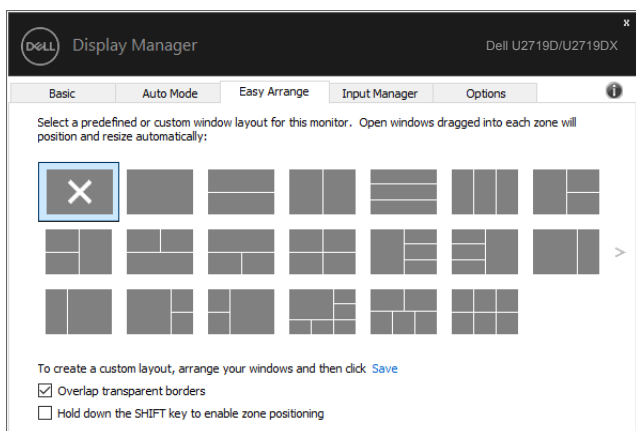 x
DELL Display Manager Dell U2719D/U2719DX
Basic Auto Mode Easy Arrange Input Manager Options
Select a predefined or custom window layout for this monitor. Open windows dragged into each zone will
position and resize automatically:
To create a custom layout, arrange your windows and then click Save
Overlap transparent borders
Hold down the SHIFT key to enable zone positioning